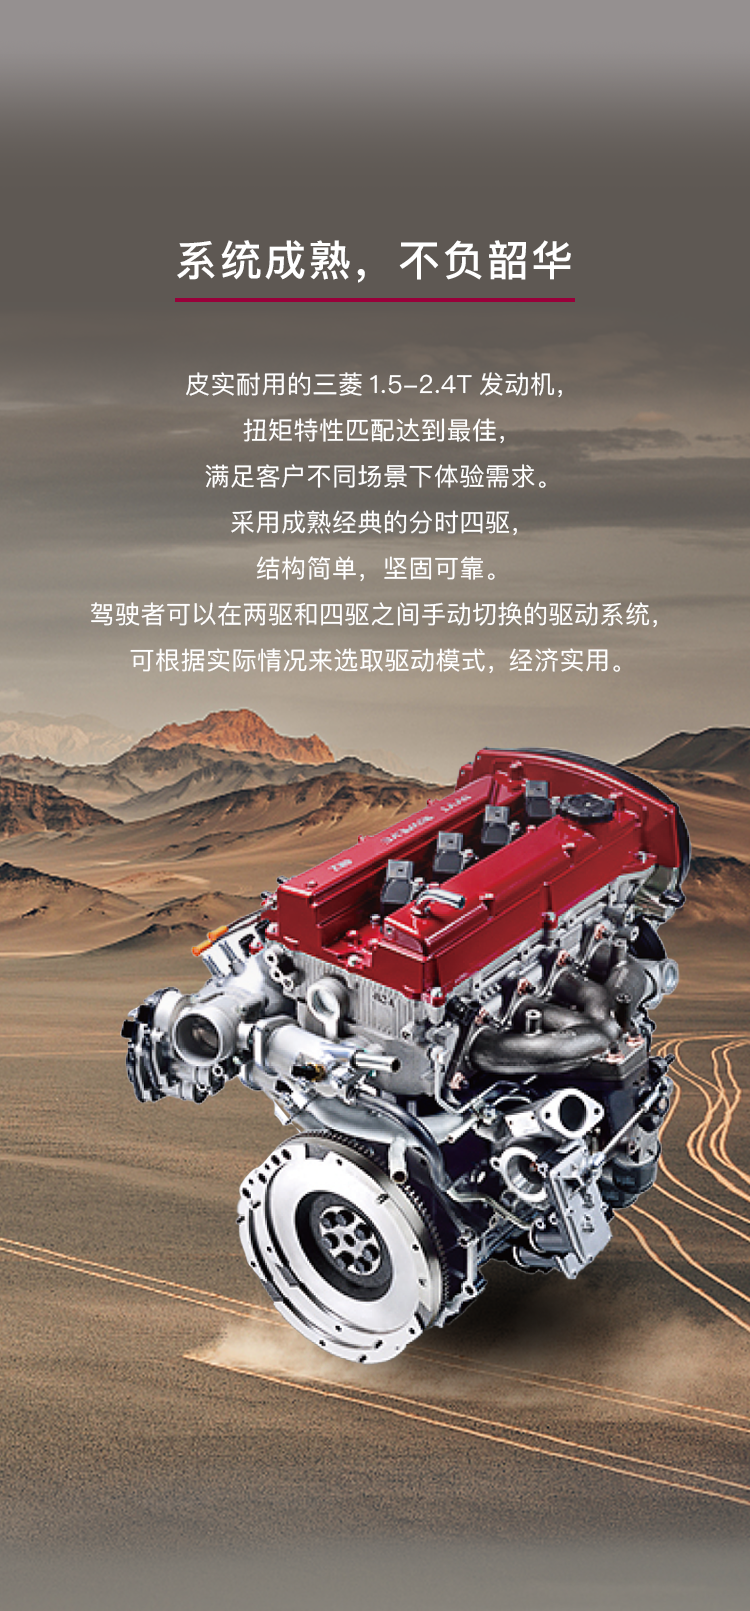 系统成熟，不负韶华
皮实耐用的三菱 1.5-2.4T 发动机，
扭矩特性匹配达到最佳，
满足客户不同场景下体验需求。
采用成熟经典的分时四驱，
结构简单，坚固可靠。
驾驶者可以在两驱和四驱之间手动切换的驱动系统，
可根据实际情况来选取驱动模式，经济实用。